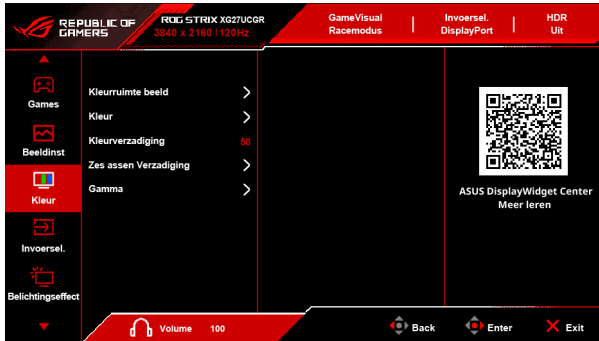 REPUBLIC OF
GAMERS
ROG STRIX XG27UCGR
3840 x 2160 | 120Hz
GameVisual
Racemodus
Invoersel.
DisplayPort
HDR
Uit
Games
Beeldinst
Kleur
Invoersel.
Belichtingseffect
Kleurruimte beeld
Kleur
Kleurverzadiging 50
Zes assen Verzadiging
Gamma
ASUS DisplayWidget Center
Meer leren
Volume 100
Back
Enter
Exit